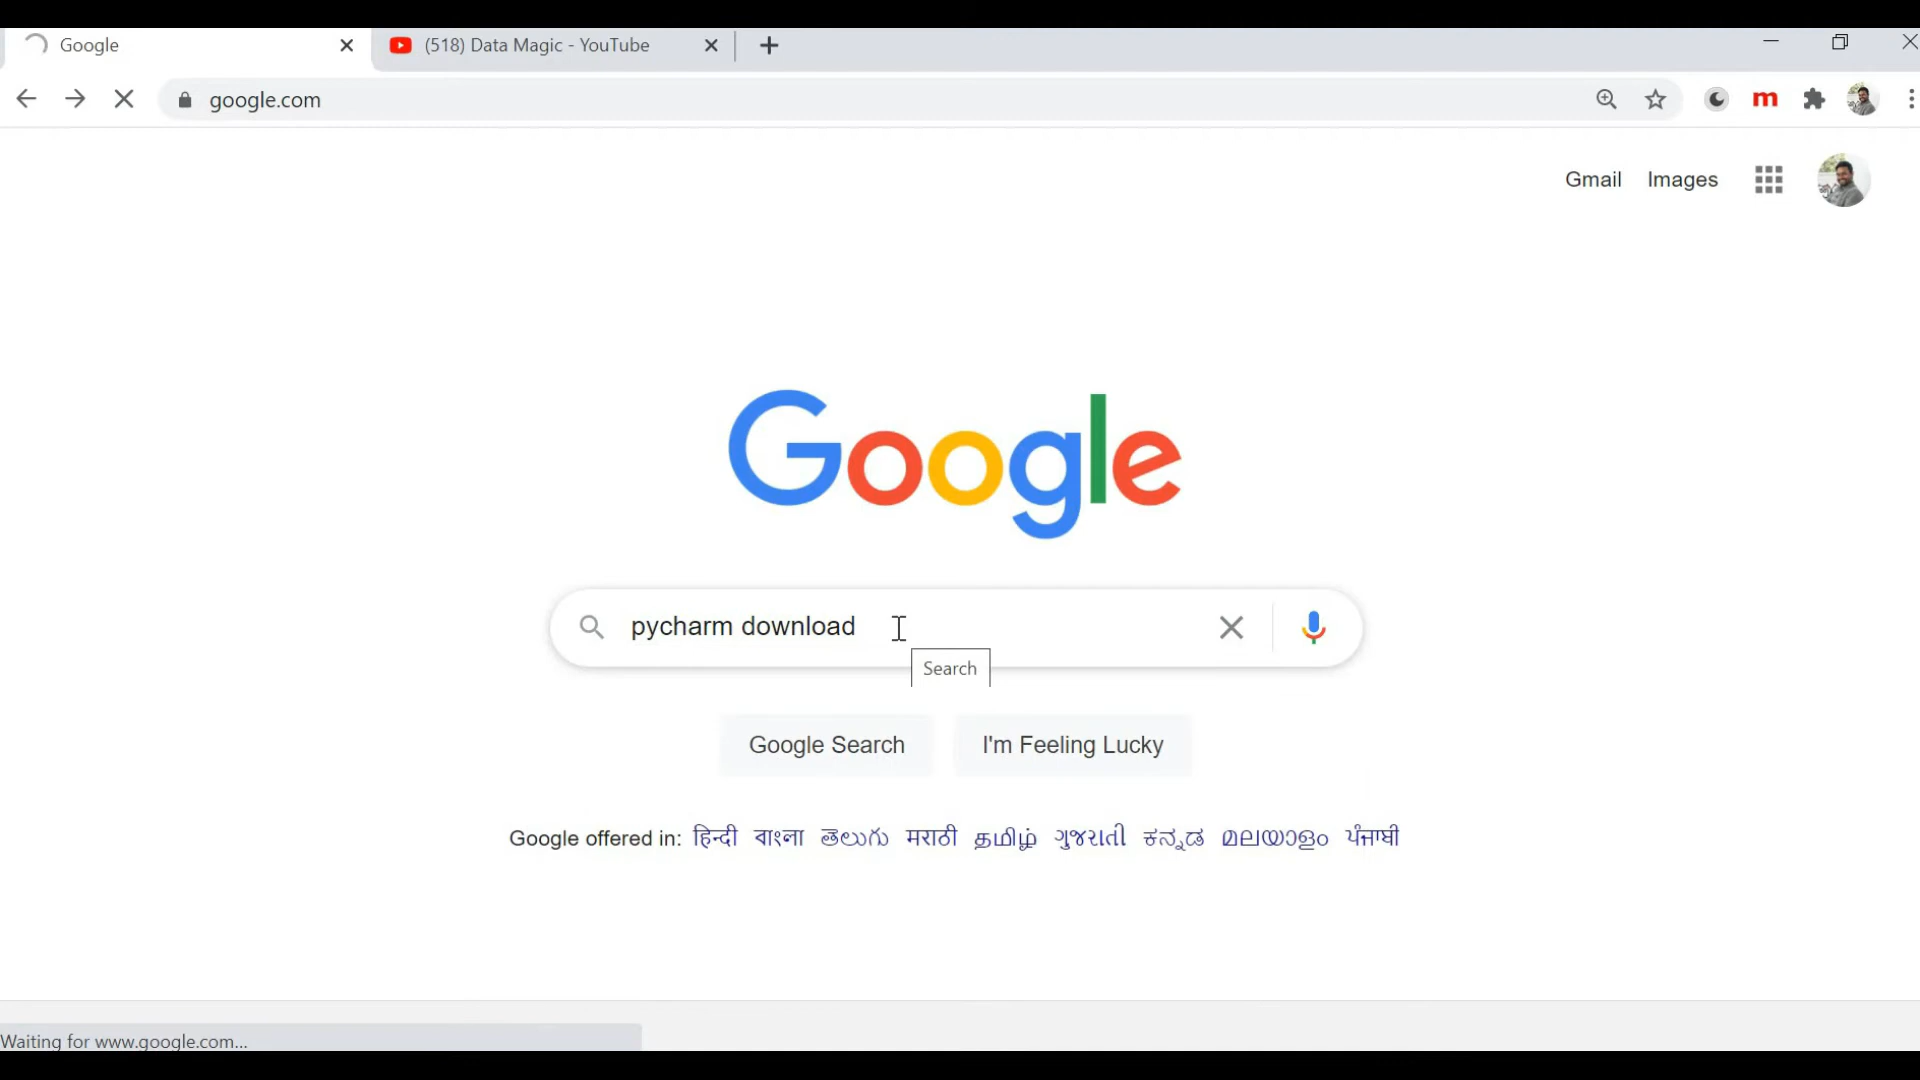 Google
(518) Data Magic - YouTube
google.com
m
Gmail Images
Google
pycharm download
Search
Google Search I'm Feeling Lucky
Google offered in: हिन्दी বাংলা తెలుగు मराठी தமிழ் ગુજરાતી ಕನ್ನಡ മലയാളം ਪੰਜਾਬੀ
Waiting for www.google.com...